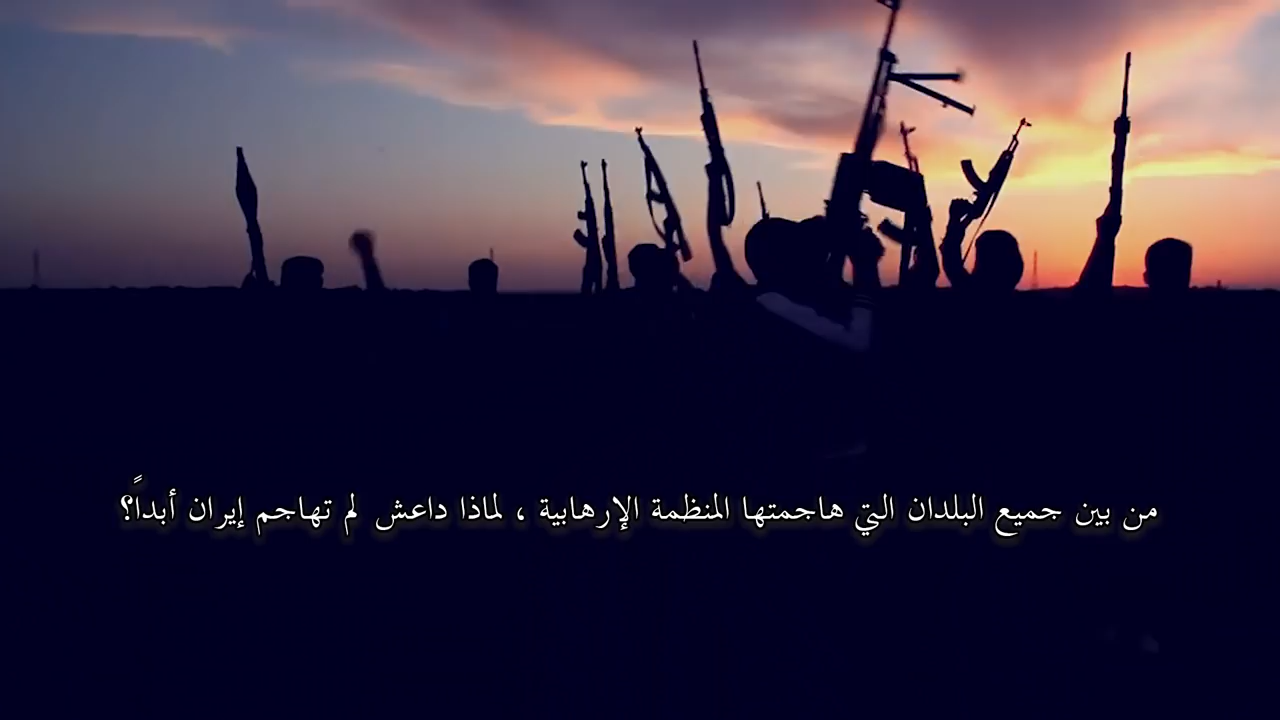 من بين جميع البلدان التي هاجمتها المنظمة الإرهابية ، لماذا داعش لم تهاجم إيران أبداً؟